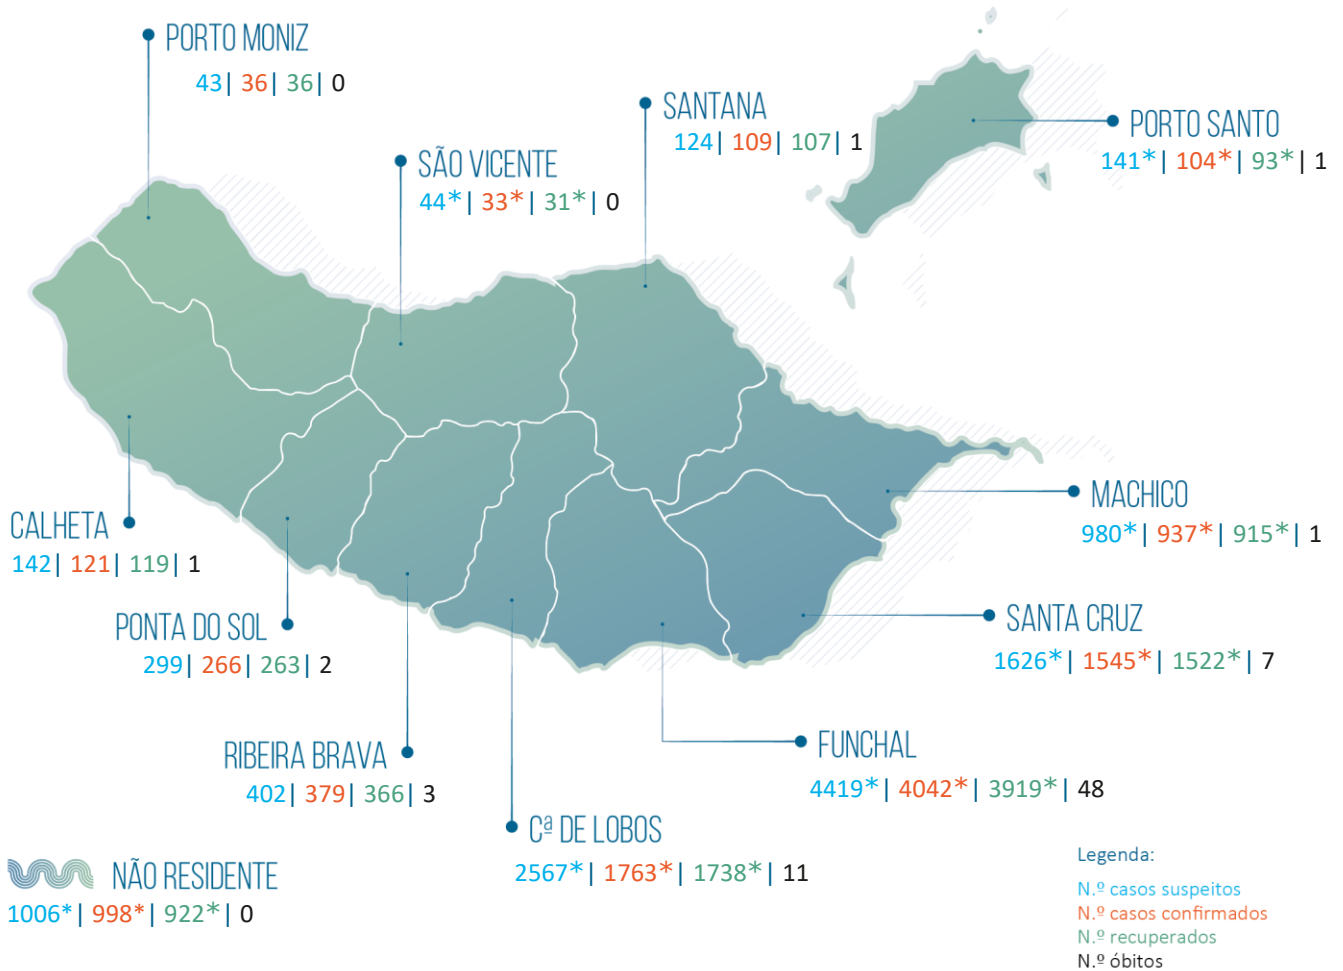 PORTO MONIZ
43| 36| 36| 0
SANTANA
124| 109| 107| 1
PORTO SANTO
141*| 104*| 93*| 1
SÃO VICENTE
44*| 33*| 31*| 0
MACHICO
980*| 937*| 915*| 1
CALHETA
142| 121| 119| 1
SANTA CRUZ
1626*| 1545*| 1522*| 7
PONTA DO SOL
299| 266| 263| 2
FUNCHAL
4419*| 4042*| 3919*| 48
RIBEIRA BRAVA
402| 379| 366| 3
Cª DE LOBOS
2567*| 1763*| 1738*| 11
NÃO RESIDENTE
1006*| 998*| 922*| 0
Legenda:
N.º casos suspeitos
N.º casos confirmados
N.º recuperados
N.º óbitos